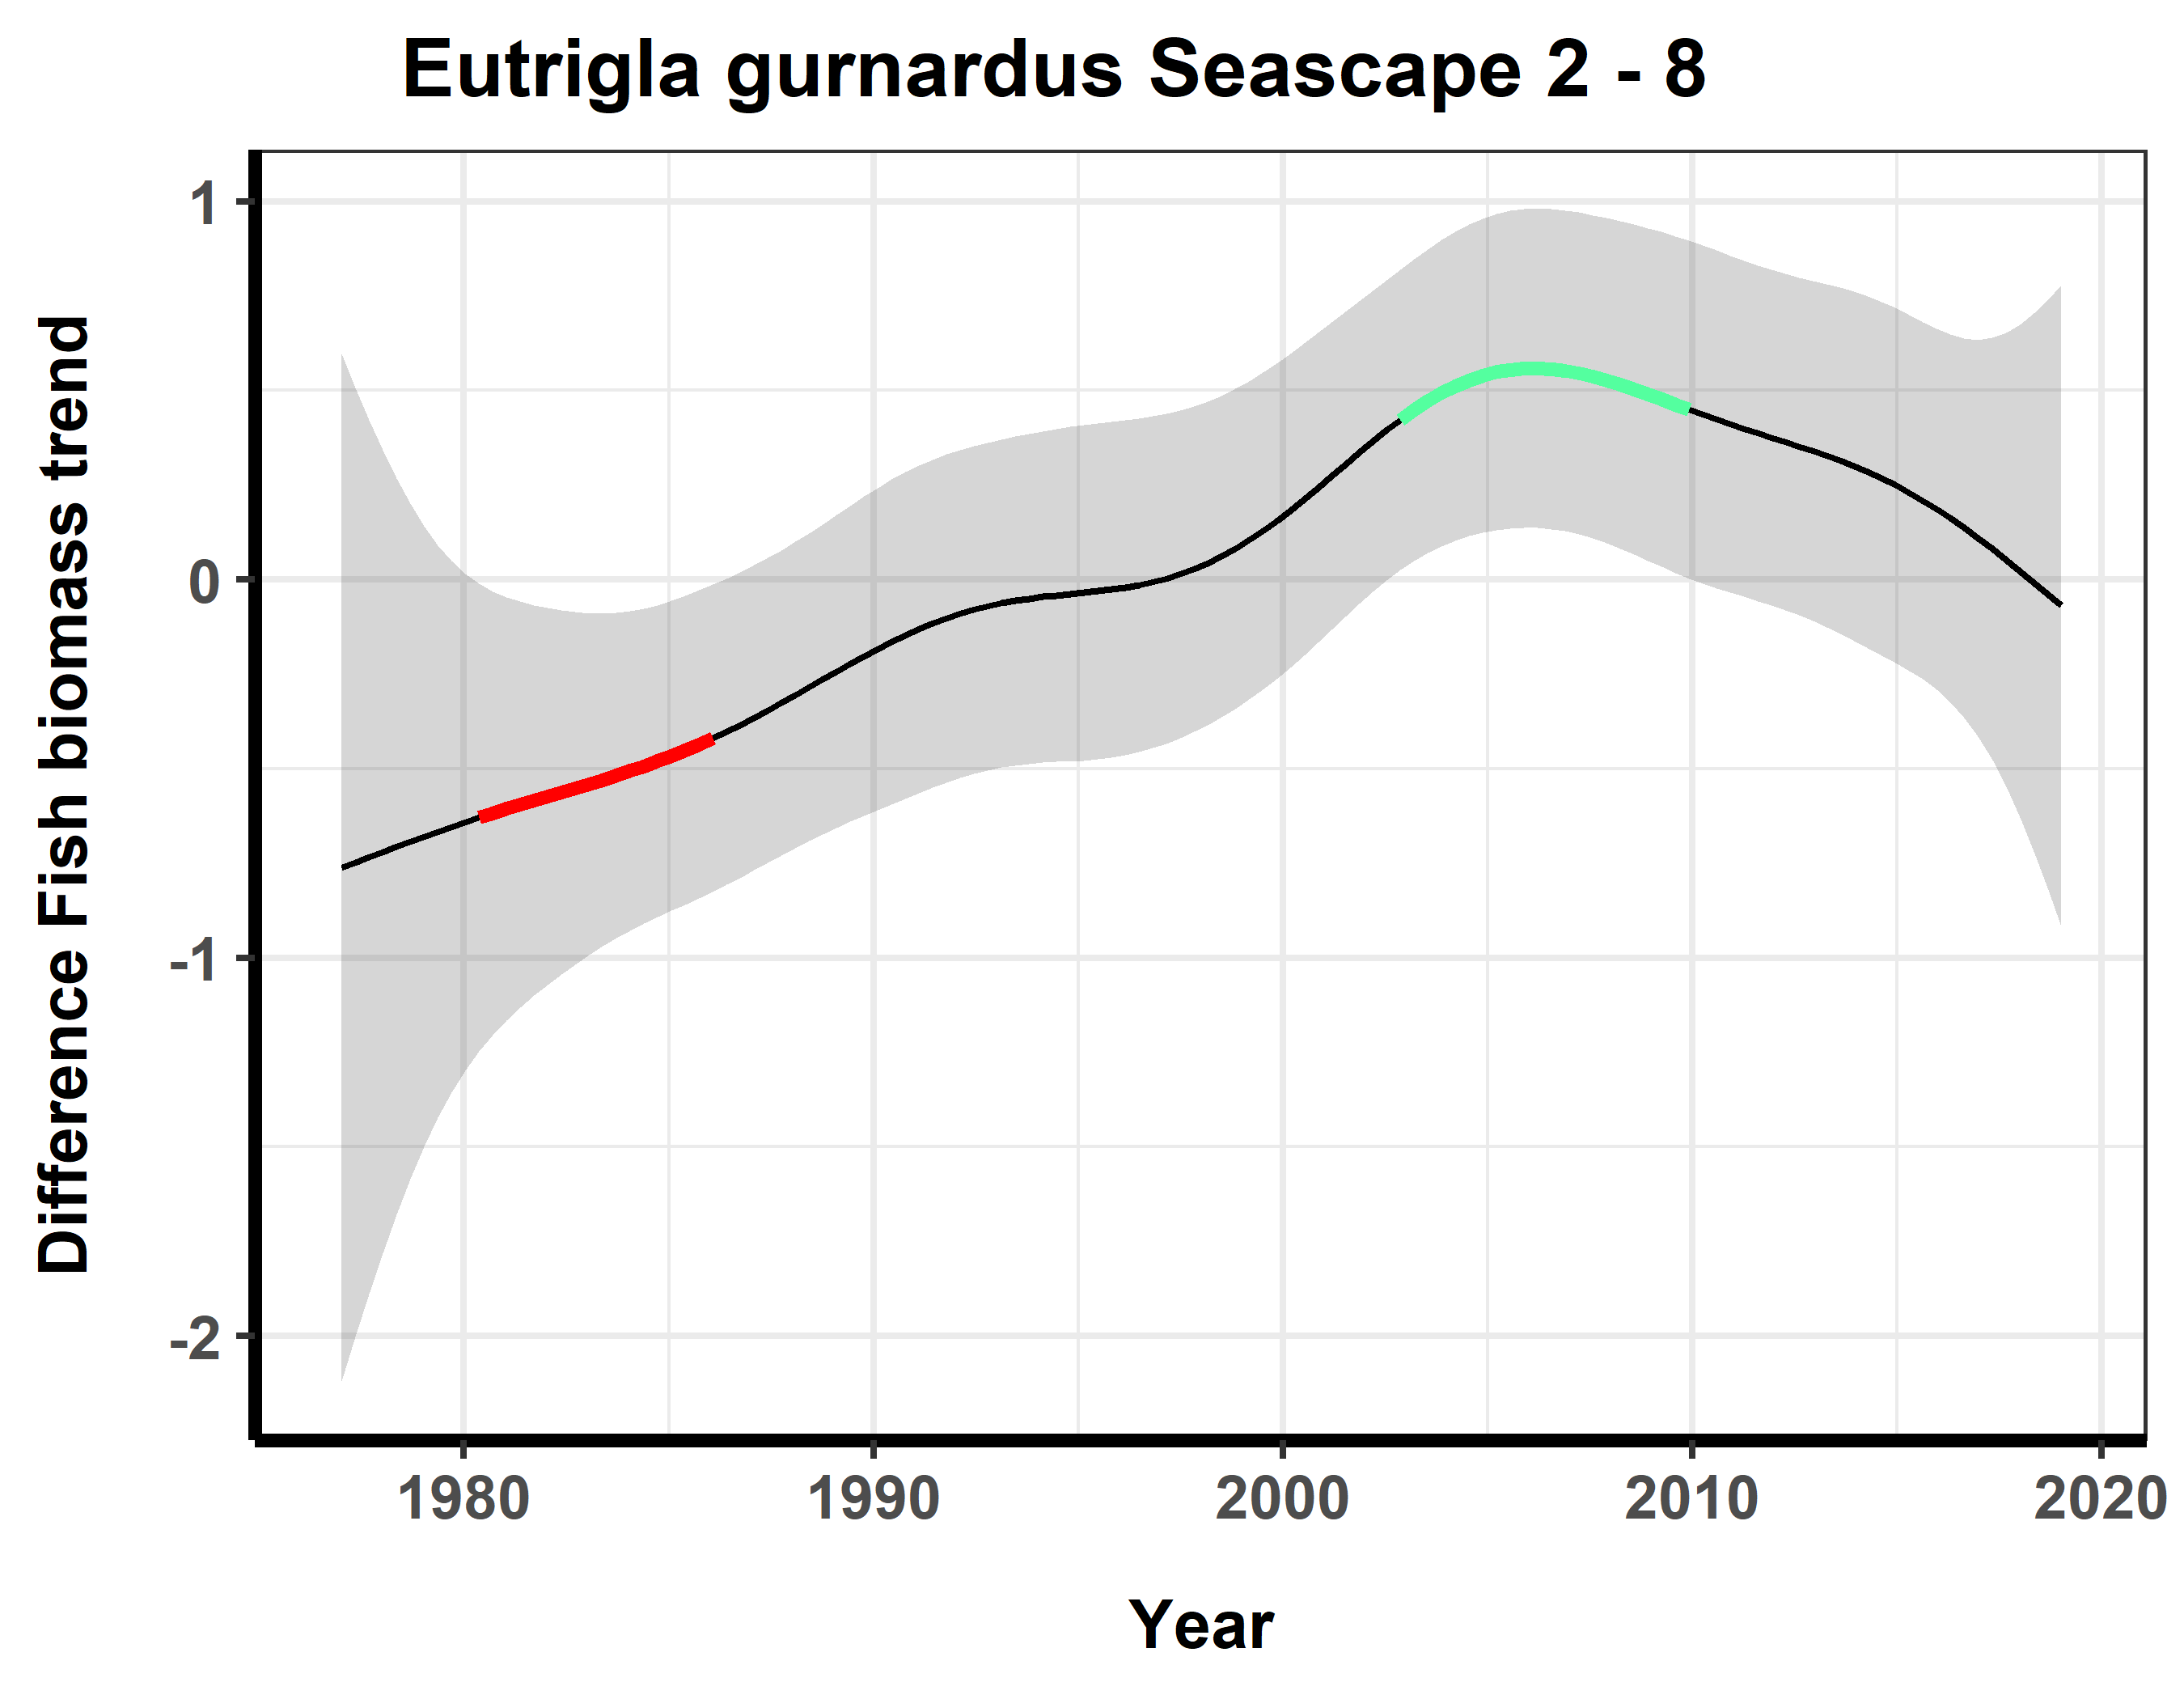 Eutrigla gurnardus Seascape 2 - 8
Difference Fish biomass trend
1
0
-1
-2
1980 1990 2000 2010 2020
Year